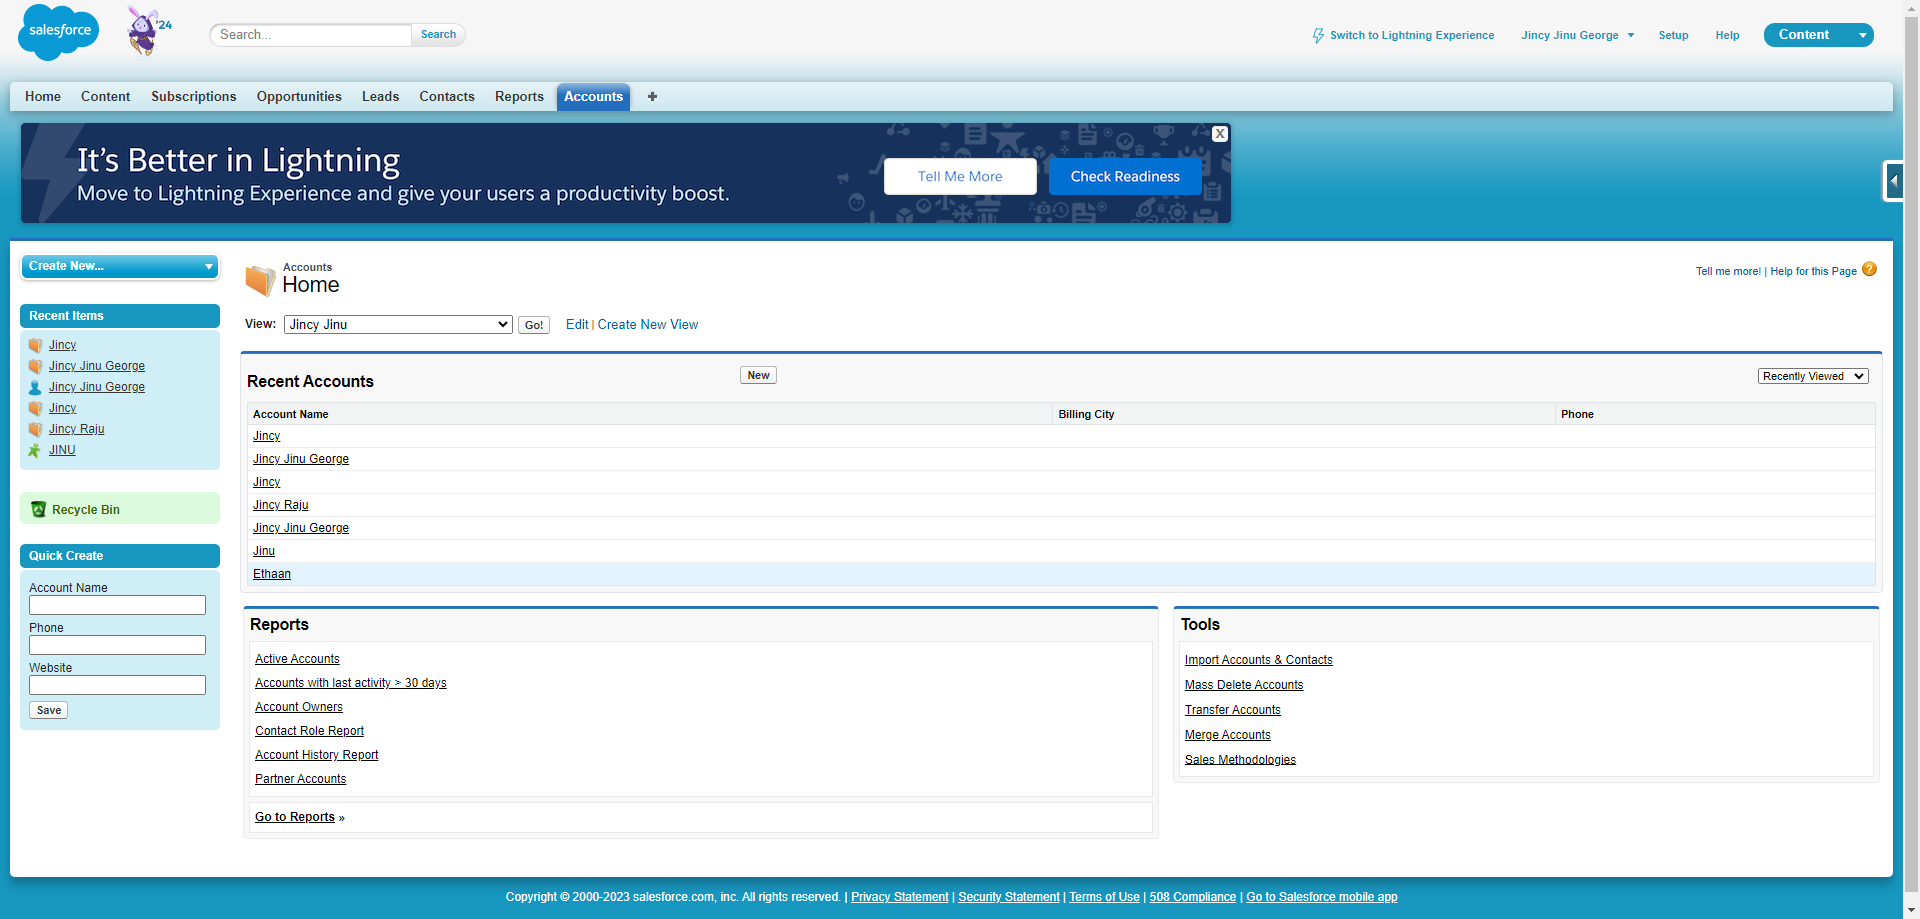 salesforce
'24
Search...
Search
Switch to Lightning Experience
Jincy Jinu George
Setup
Help
Content
Home
Content
Subscriptions
Opportunities
Leads
Contacts
Reports
Accounts
+
It's Better in Lightning
Move to Lightning Experience and give your users a productivity boost.
Tell Me More
Check Readiness
X
Create New...
Recent Items
Jincy
Jincy Jinu George
Jincy Jinu George
Jincy
Jincy Raju
JINU
Recycle Bin
Quick Create
Account Name
Phone
Website
Save
Accounts
Home
Tell me more! | Help for this Page ?
View: Jincy Jinu Go! Edit | Create New View
Recent Accounts
New
Recently Viewed
Account Name Billing City Phone
Jincy
Jincy Jinu George
Jincy
Jincy Raju
Jincy Jinu George
Jinu
Ethaan
Reports
Active Accounts
Accounts with last activity > 30 days
Account Owners
Contact Role Report
Account History Report
Partner Accounts
Go to Reports »
Tools
Import Accounts & Contacts
Mass Delete Accounts
Transfer Accounts
Merge Accounts
Sales Methodologies
Copyright © 2000-2023 salesforce.com, inc. All rights reserved. | Privacy Statement | Security Statement | Terms of Use | 508 Compliance | Go to Salesforce mobile app